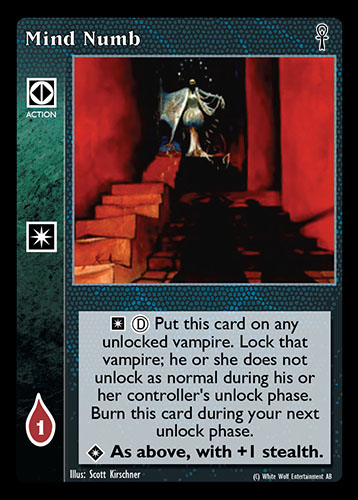 Mind Numb
ACTION
D Put this card on any
unlocked vampire. Lock that
vampire; he or she does not
unlock as normal during his or
her controller's unlock phase.
Burn this card during your next
unlock phase.
As above, with +1 stealth.
1
Illus: Scott Kirschner
(C) White Wolf Entertainment AB